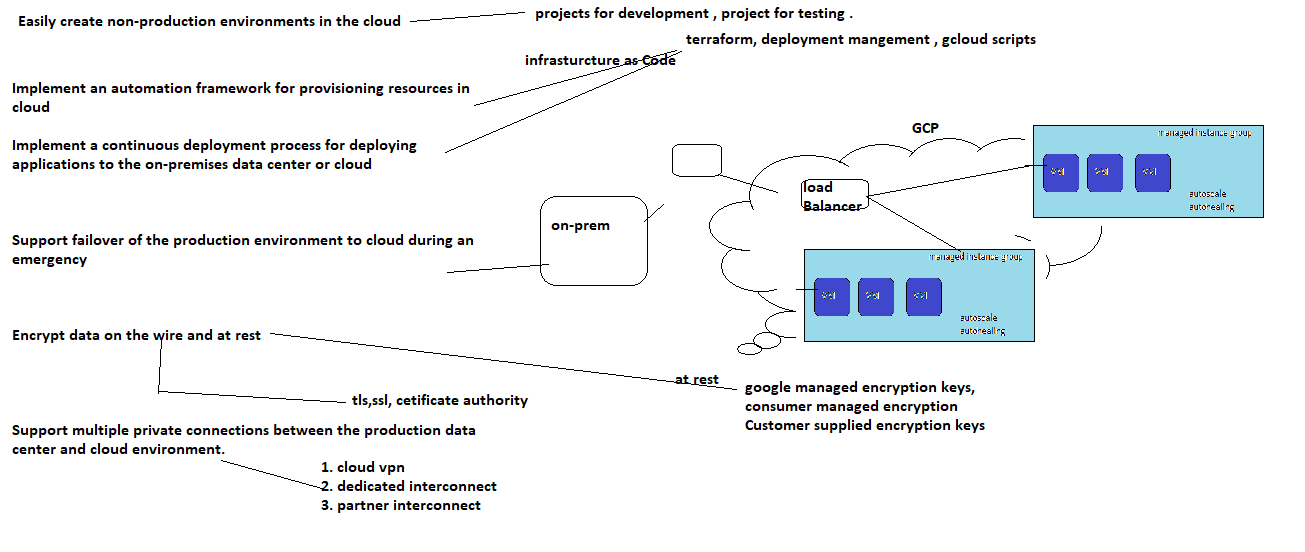 Easily create non-production environments in the cloud
projects for development , project for testing .
terraform, deployment mangement , gcloud scripts
infrasturcture as Code
Implement an automation framework for provisioning resources in
cloud
Implement a continuous deployment process for deploying
applications to the on-premises data center or cloud
GCP
managed instance group
autoscale
autohealing
load
Balancer
on-prem
Support failover of the production environment to cloud during an
emergency
managed instance group
autoscale
autohealing
Encrypt data on the wire and at rest
at rest
google managed encryption keys,
consumer managed encryption
Customer supplied encryption keys
tls,ssl, cetificate authority
Support multiple private connections between the production data
center and cloud environment.
1. cloud vpn
2. dedicated interconnect
3. partner interconnect